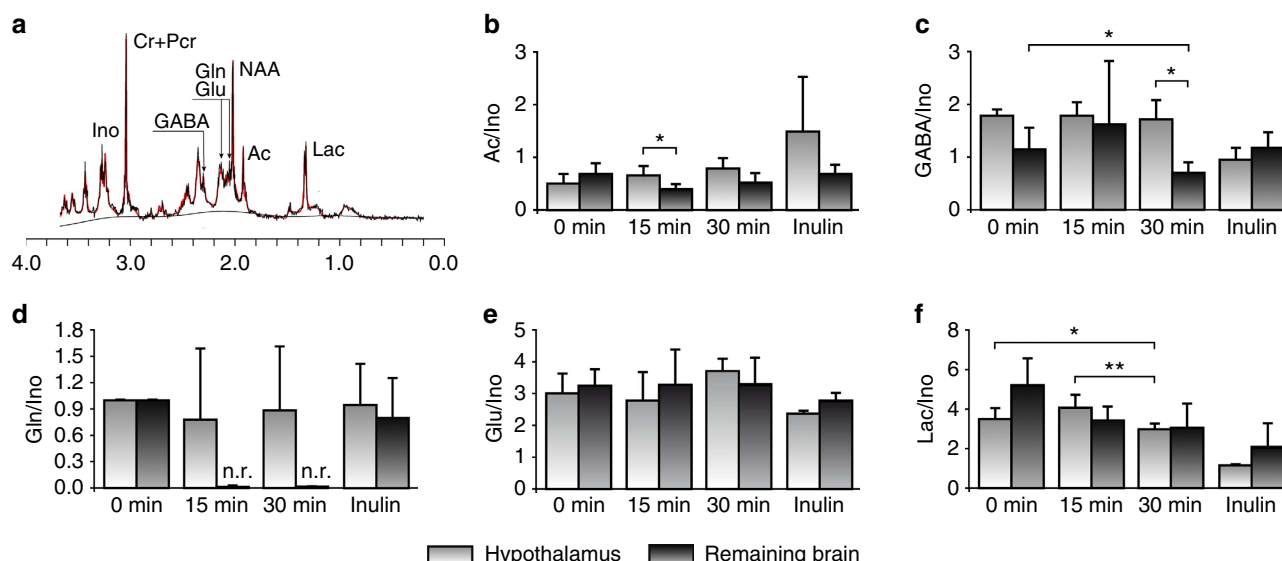 a
Cr+Pcr
Gln
Glu
NAA
GABA
Ino
Ac
Lac
4.0 3.0 2.0 1.0 0.0
b
Ac/Ino
3
2
1
0
*
0 min 15 min 30 min Inulin
c
GABA/Ino
3
2
1
0
*
*
0 min 15 min 30 min Inulin
d
Gln/Ino
1.8
1.5
1.2
0.9
0.6
0.3
0.0
n.r. n.r.
0 min 15 min 30 min Inulin
e
Glu/Ino
5
4
3
2
1
0
0 min 15 min 30 min Inulin
f
Lac/Ino
8
6
4
2
0
*
**
0 min 15 min 30 min Inulin
Hypothalamus Remaining brain